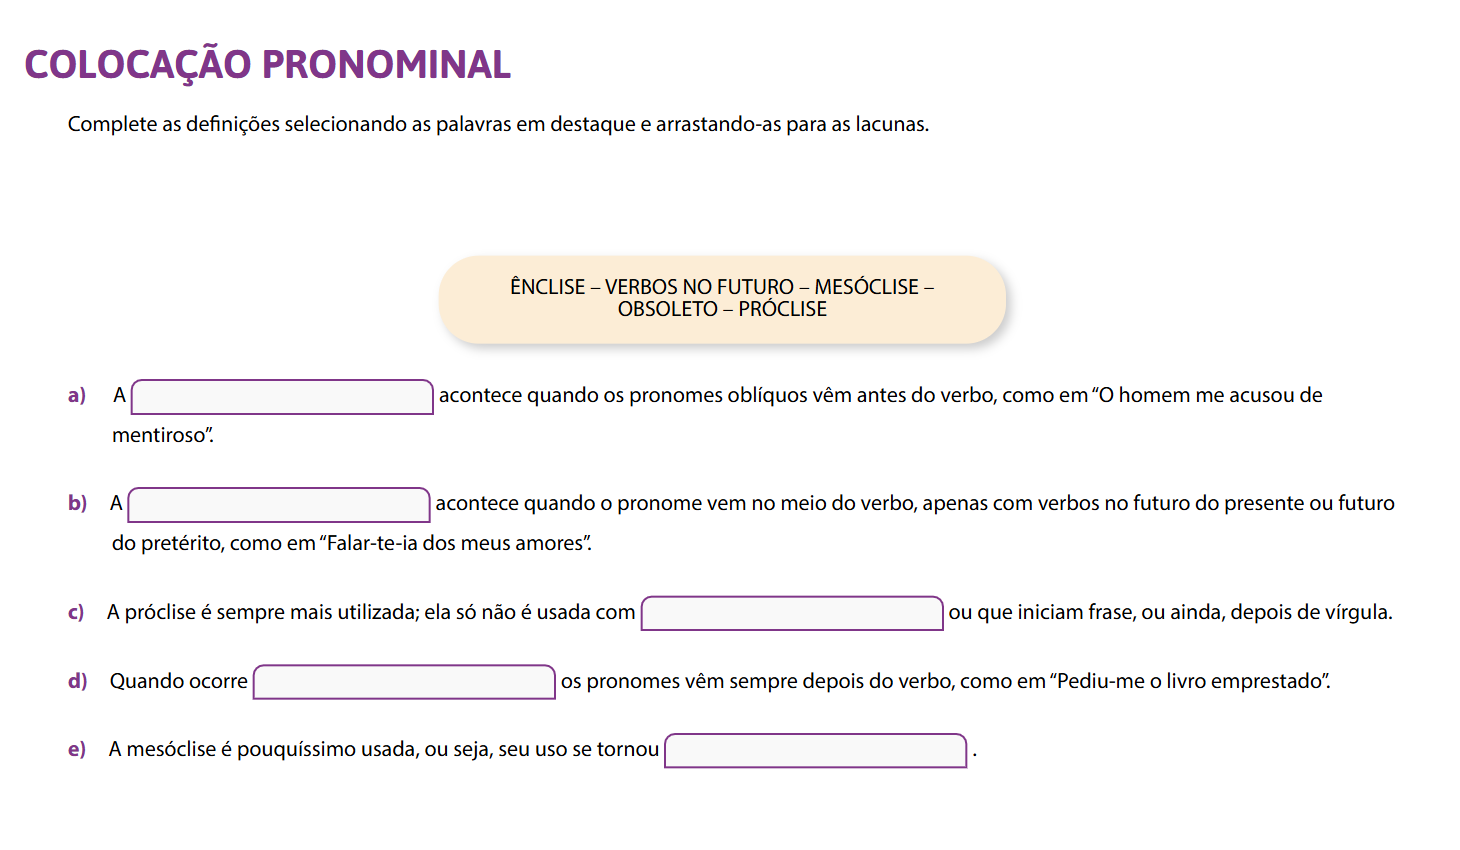 COLOCAÇÃO PRONOMINAL
Complete as definições selecionando as palavras em destaque e arrastando-as para as lacunas.
ÊNCLISE – VERBOS NO FUTURO – MESÓCLISE –
OBSOLETO – PRÓCLISE
a) A acontece quando os pronomes oblíquos vêm antes do verbo, como em “O homem me acusou de
mentiroso”.
b) A acontece quando o pronome vem no meio do verbo, apenas com verbos no futuro do presente ou futuro
do pretérito, como em “Falar-te-ia dos meus amores”.
c) A próclise é sempre mais utilizada; ela só não é usada com ou que iniciam frase, ou ainda, depois de vírgula.
d) Quando ocorre os pronomes vêm sempre depois do verbo, como em “Pediu-me o livro emprestado”.
e) A mesóclise é pouquíssimo usada, ou seja, seu uso se tornou .